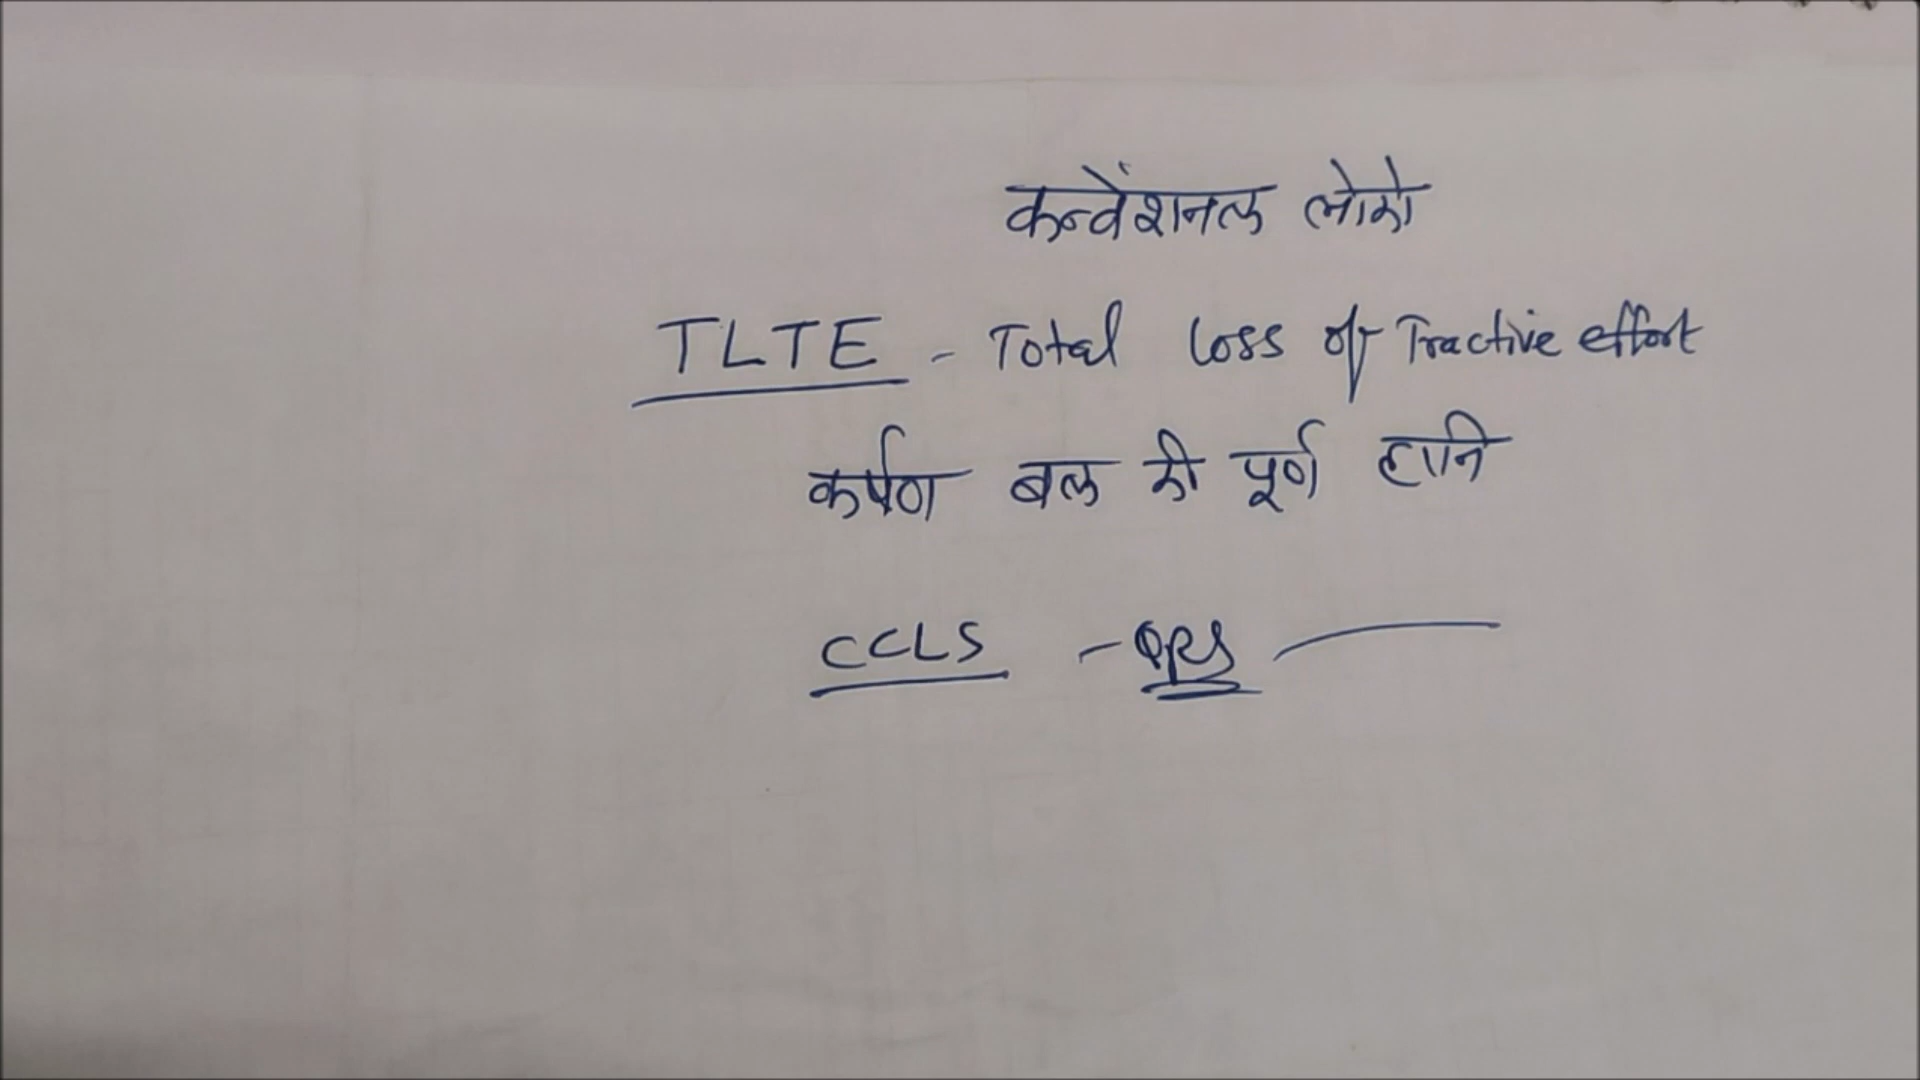 कन्वेंशनल लोको
TLTE - Total Loss of Tractive effort
कर्षण बल की पूर्ण हानि
CCLS -